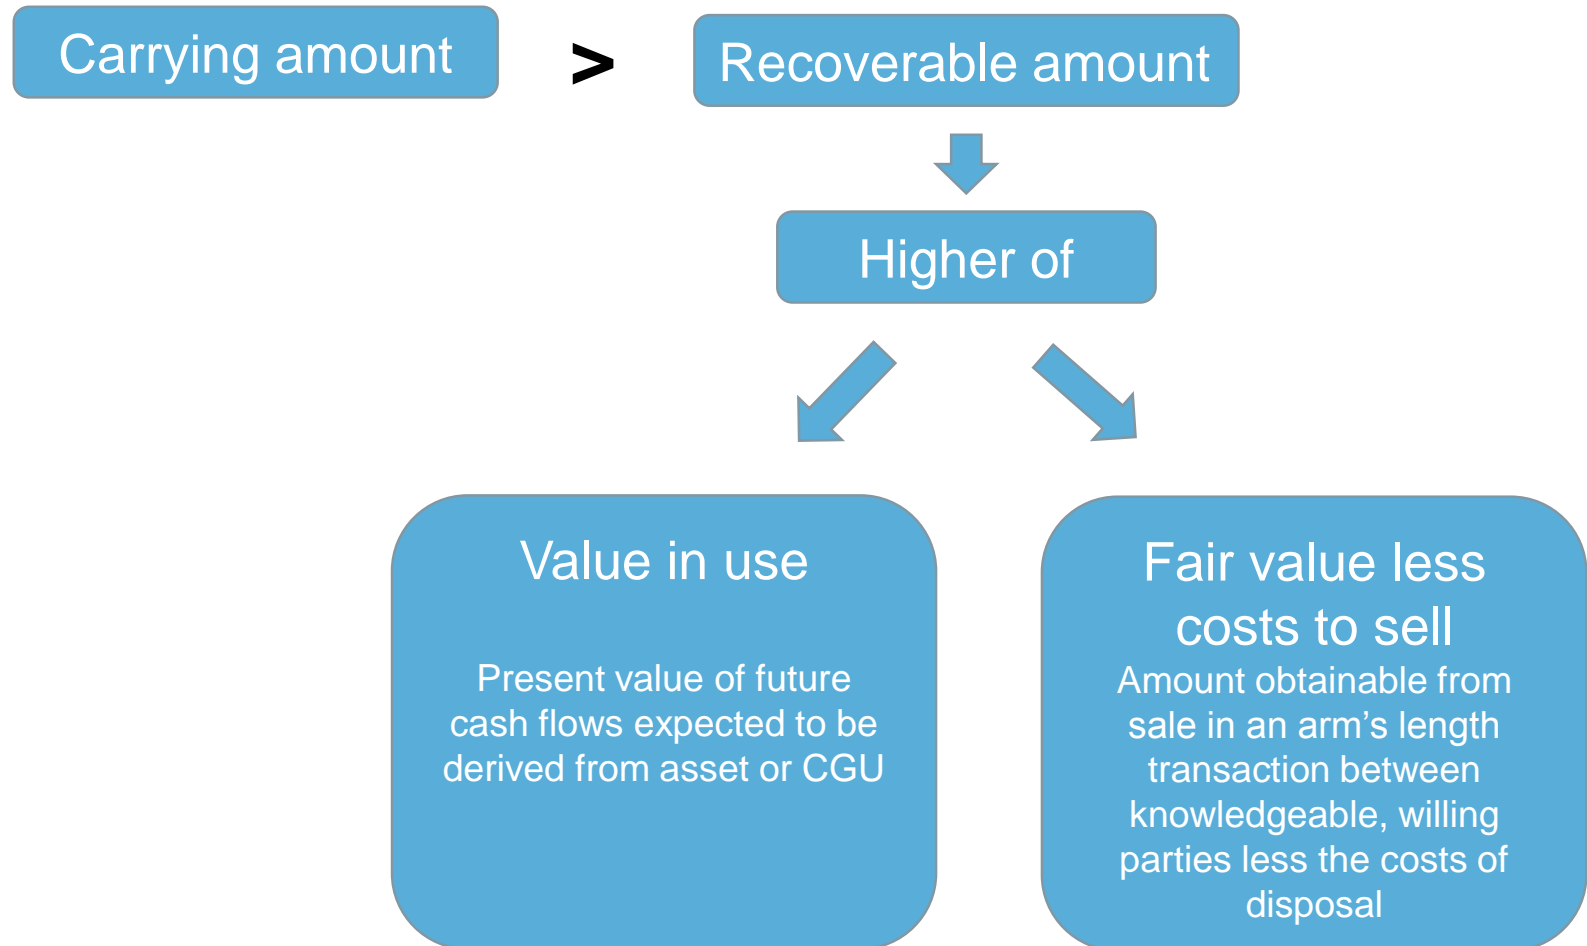 Carrying amount
>
Recoverable amount
Higher of
Value in use
Present value of future
cash flows expected to be
derived from asset or CGU
Fair value less
costs to sell
Amount obtainable from
sale in an arm’s length
transaction between
knowledgeable, willing
parties less the costs of
disposal